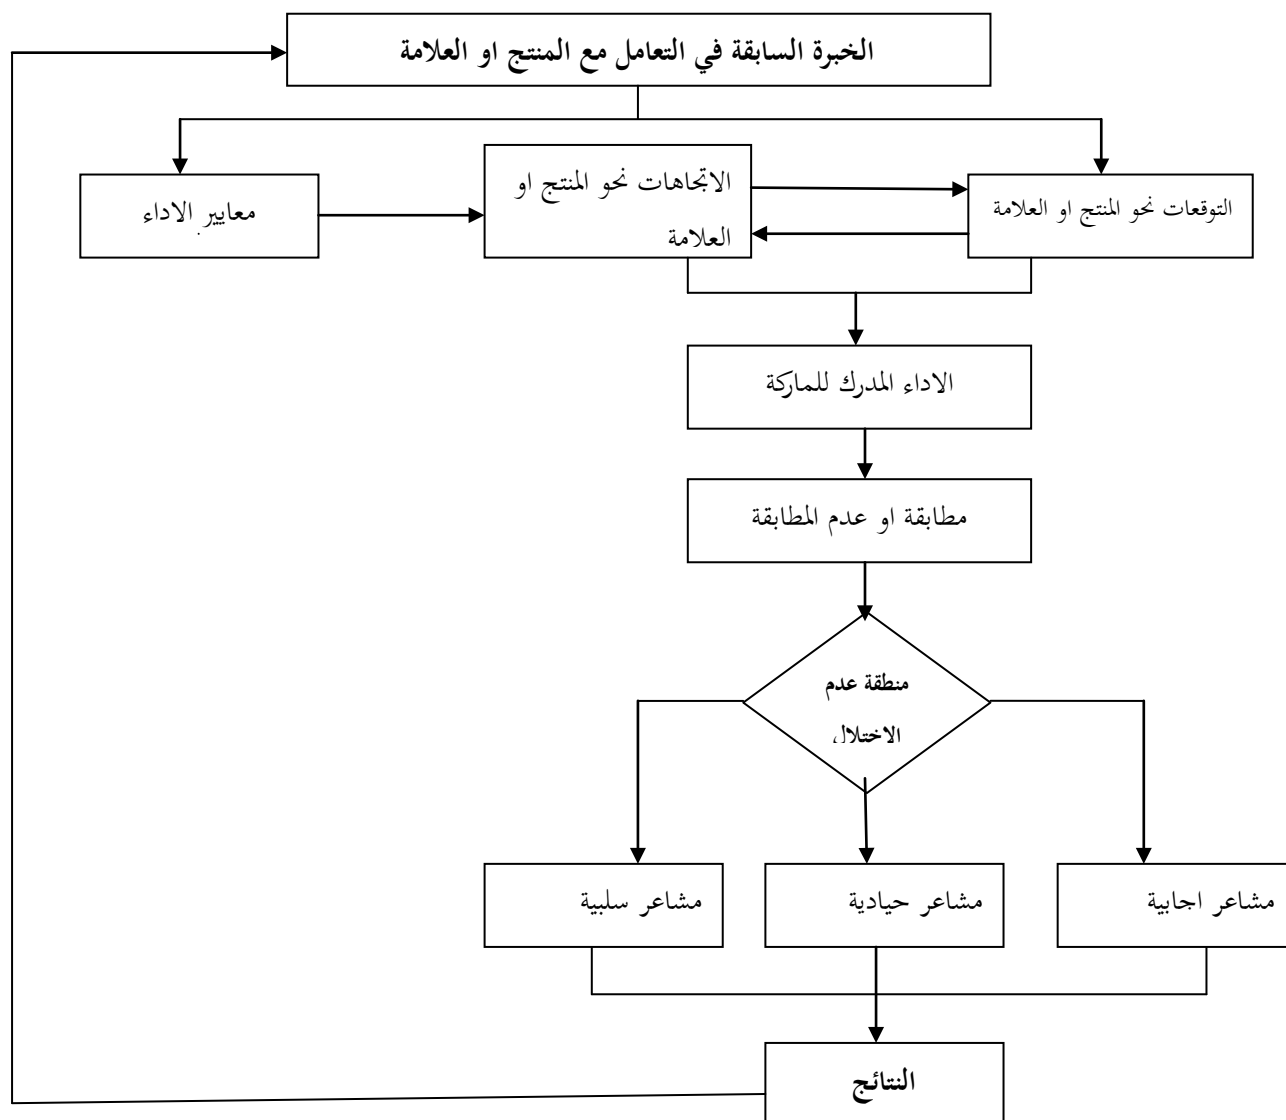 الخبرة السابقة في التعامل مع المنتج او العلامة
التوقعات نحو المنتج او العلامة
الاتجاهات نحو المنتج او
العلامة
معايير الاداء
الاداء المدرك للماركة
مطابقة او عدم المطابقة
منطقة عدم
الاختلال
مشاعر اجابية
مشاعر حيادية
مشاعر سلبية
النتائج